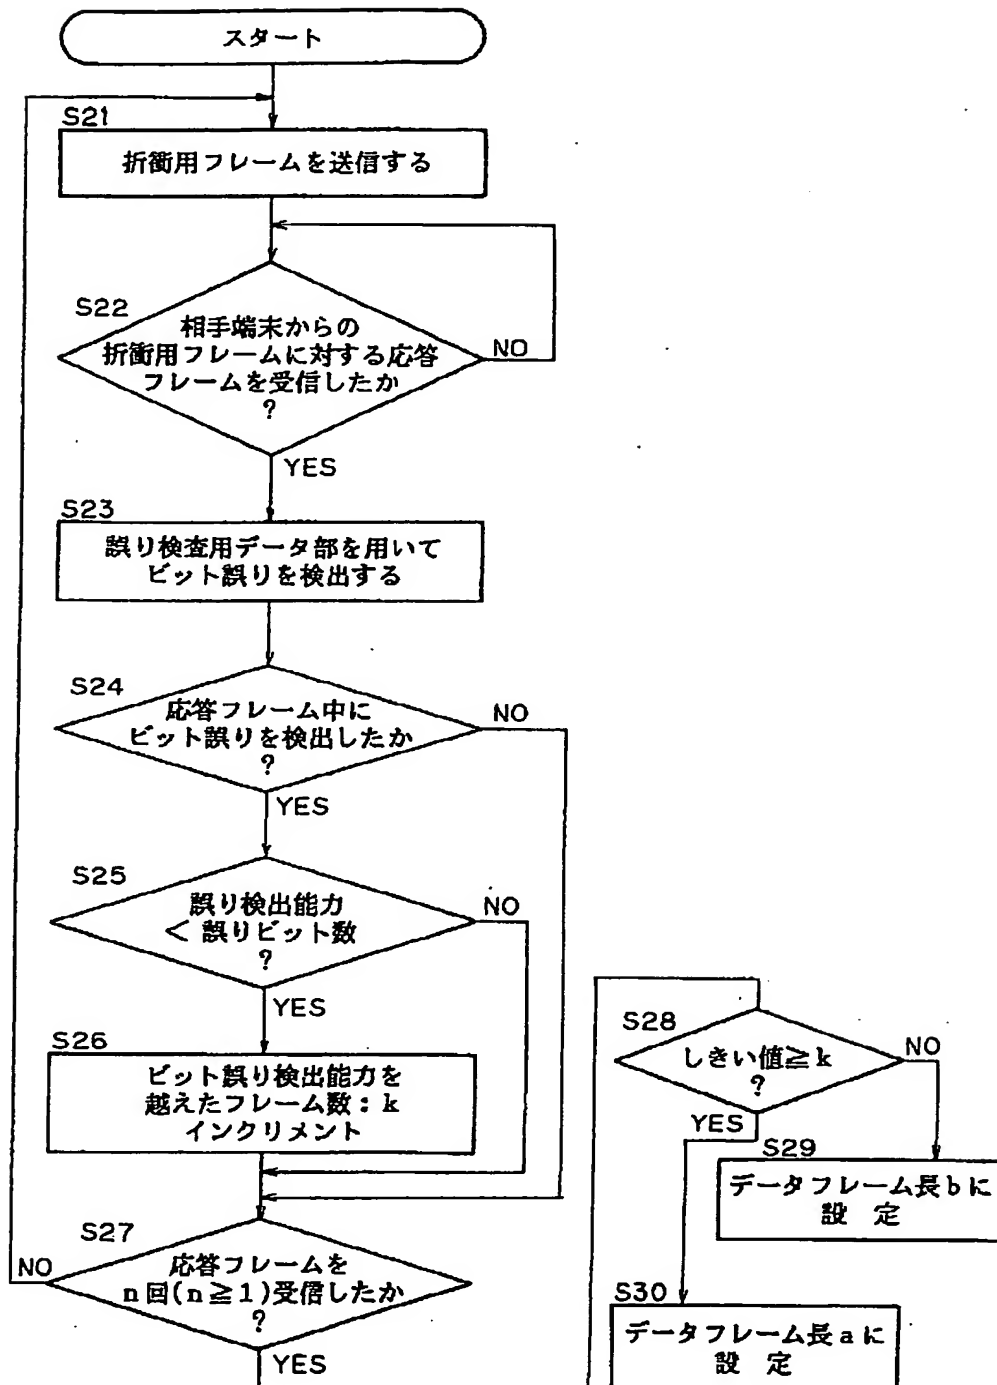 スタート
S21
折衝用フレームを送信する
S22
相手端末からの
折衝用フレームに対する応答
フレームを受信したか
?
NO
YES
S23
誤り検査用データ部を用いて
ビット誤りを検出する
S24
応答フレーム中に
ビット誤りを検出したか
?
NO
YES
S25
誤り検出能力
< 誤りビット数
?
NO
YES
S26
ビット誤り検出能力を
越えたフレーム数:k
インクリメント
S27
応答フレームを
n回(n≧1)受信したか
?
NO
YES
S28
しきい値≧k
?
NO
YES
S29
データフレーム長bに
設 定
S30
データフレーム長aに
設 定